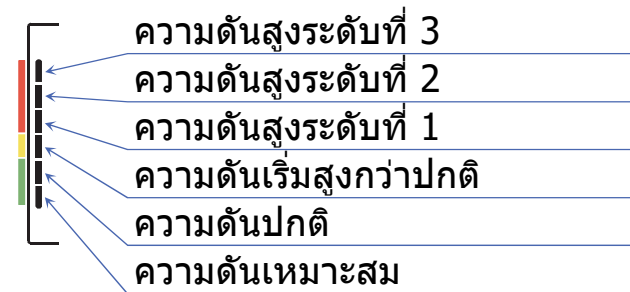 ความดันสูงระดับที่ 3
ความดันสูงระดับที่ 2
ความดันสูงระดับที่ 1
ความดันเริ่มสูงกว่าปกติ
ความดันปกติ
ความดันเหมาะสม